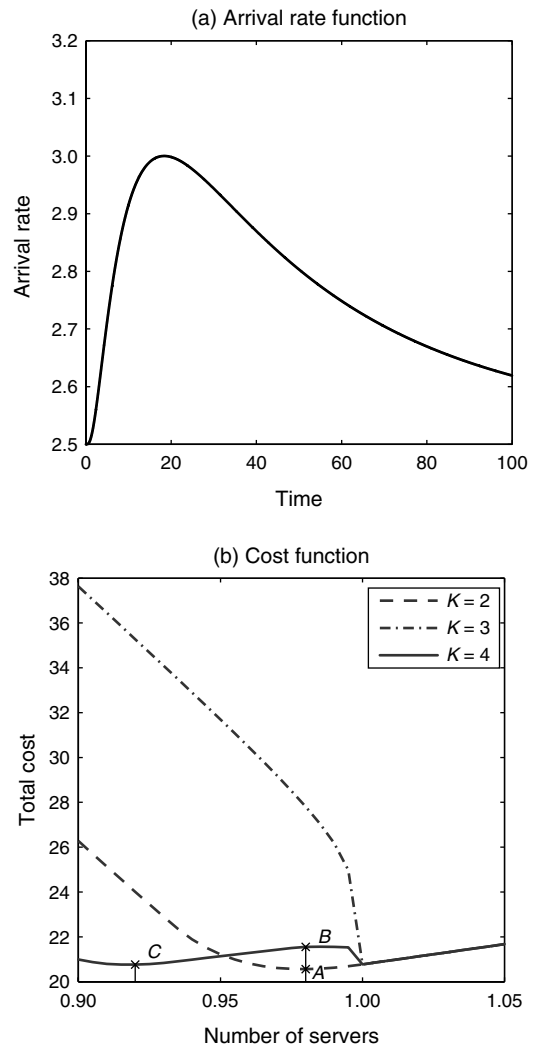 (a) Arrival rate function
3.2
3.1
3.0
2.9
2.8
2.7
2.6
2.5
Arrival rate
0 20 40 60 80 100
Time
(b) Cost function
38
36
34
32
30
28
26
24
22
20
Total cost
K = 2
K = 3
K = 4
C
B
A
0.90 0.95 1.00 1.05
Number of servers